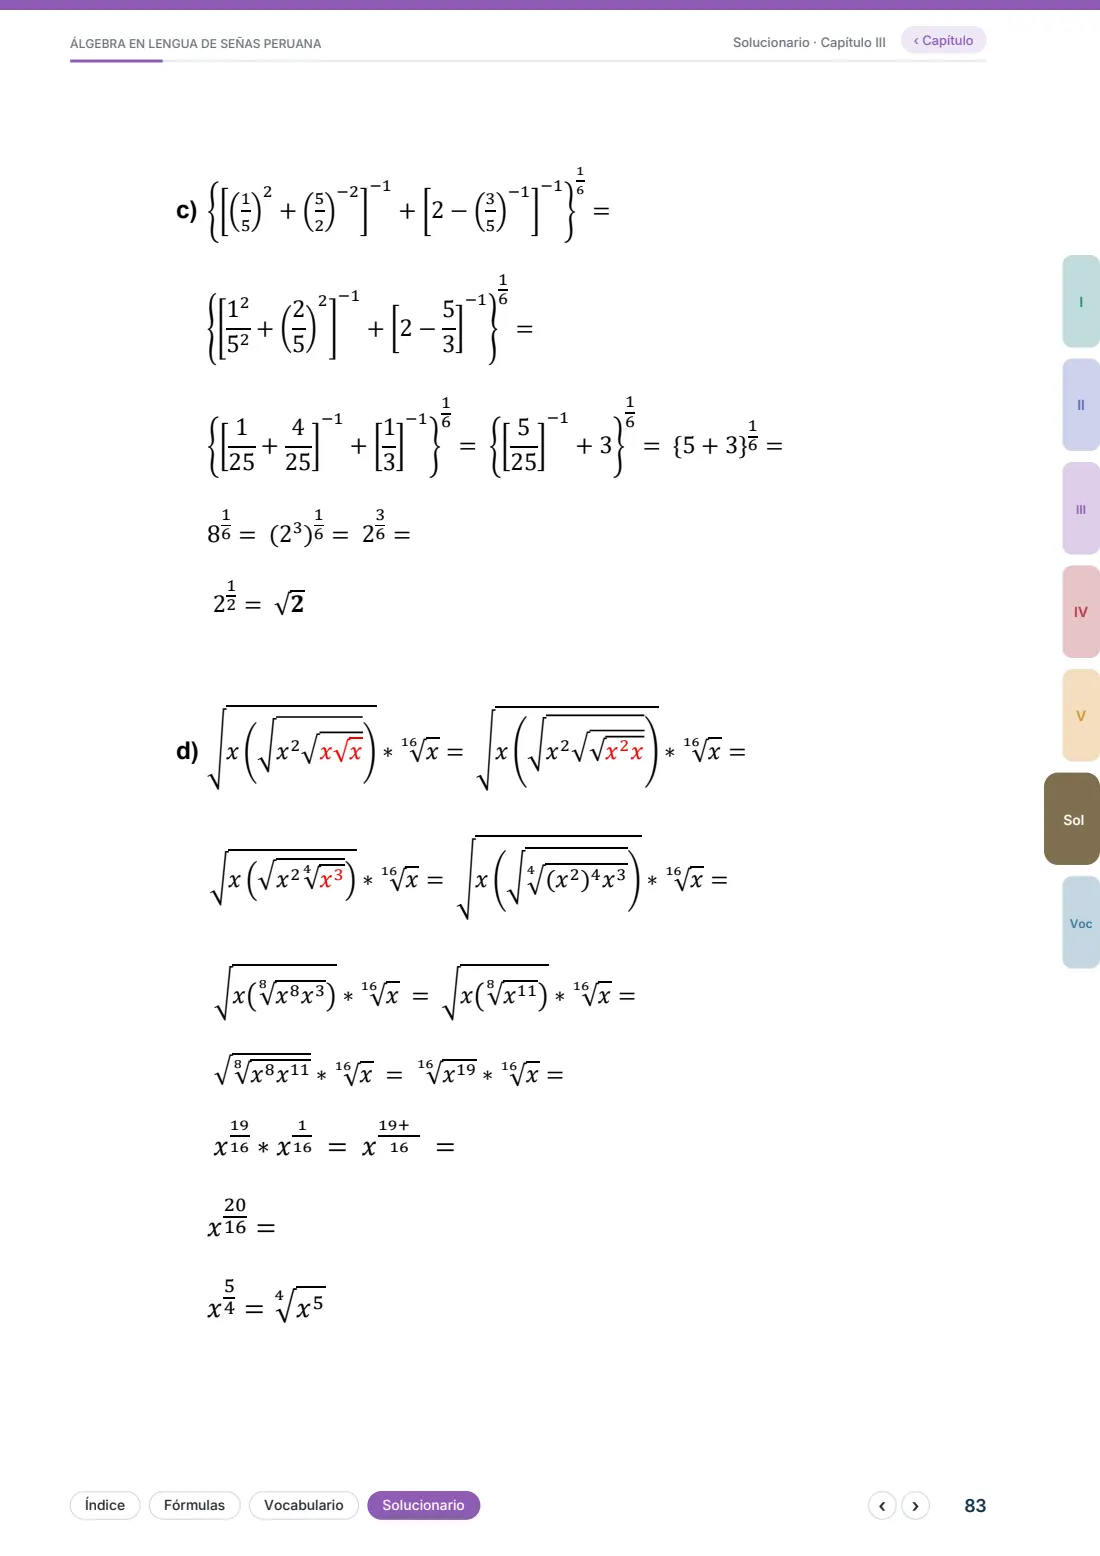 ÁLGEBRA EN LENGUA DE SEÑAS PERUANA
Solucionario · Capítulo III
‹ Capítulo
c) {[(1/5)^2 + (5/2)^−2]^−1 + [2 − (3/5)^−1]^−1}^(1/6) =
{[1^2/5^2 + (2/5)^2]^−1 + [2 − 5/3]^−1}^(1/6) =
{[1/25 + 4/25]^−1 + [1/3]^−1}^(1/6) = {[5/25]^−1 + 3}^(1/6) = {5 + 3}^(1/6) =
8^(1/6) = (2^3)^(1/6) = 2^(3/6) =
2^(1/2) = √2
d) √(x(√(x^2√(x√x)))) * 16√x = √(x(√(x^2√(√(x^2x))))) * 16√x =
√(x(√(x^2 4√(x^3)))) * 16√x = √(x(√(4√((x^2)^4x^3)))) * 16√x =
√(x(8√(x^8x^3))) * 16√x = √(x(8√(x^11))) * 16√x =
√(8√(x^8x^11)) * 16√x = 16√(x^19) * 16√x =
x^(19/16) * x^(1/16) = x^(19+/16) =
x^(20/16) =
x^(5/4) = 4√(x^5)
I
II
III
IV
V
Sol
Voc
Índice
Fórmulas
Vocabulario
Solucionario
‹ ›
83